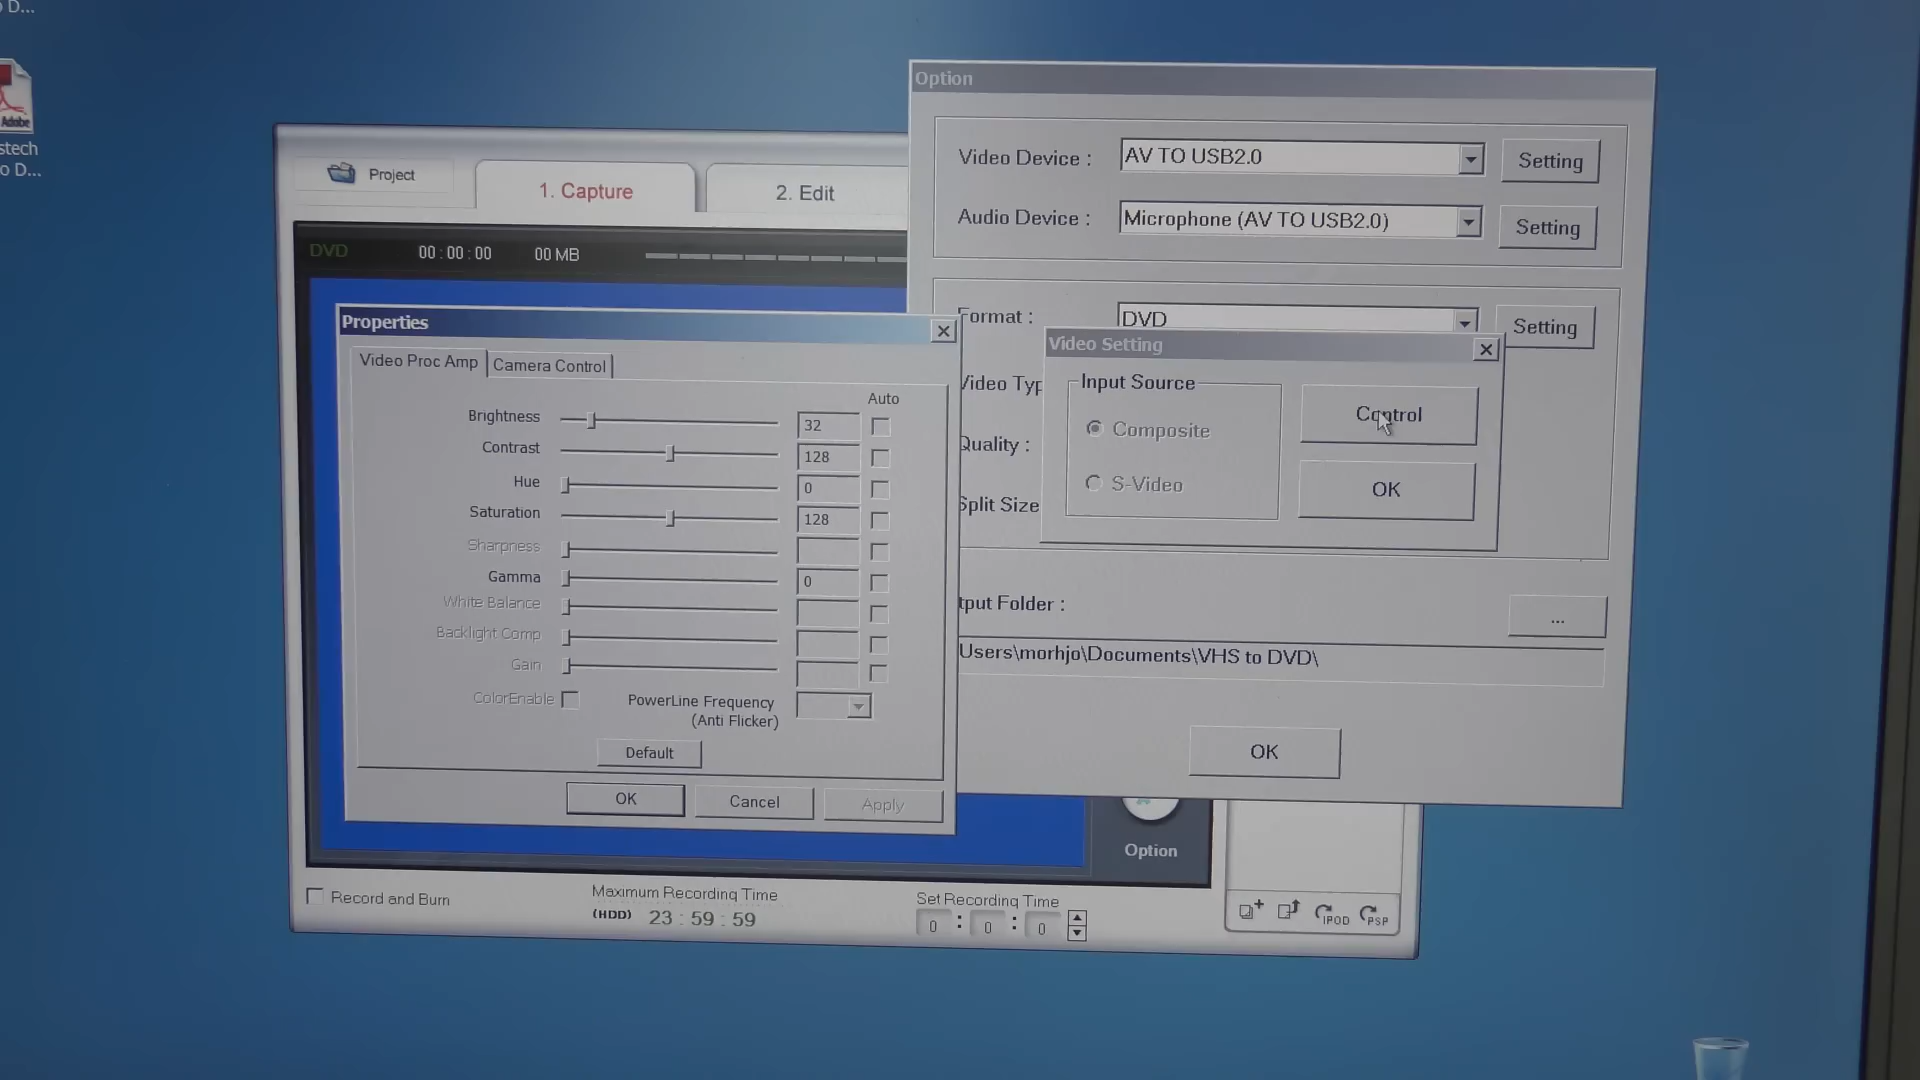 D...
Adobe
stech
o D...
Project
1. Capture
2. Edit
DVD
00 : 00 : 00
00 MB
Option
Video Device :
AV TO USB2.0
Setting
Audio Device :
Microphone (AV TO USB2.0)
Setting
Format :
DVD
Setting
Video Typ
Quality :
Split Size
tput Folder :
...
Users\morhjo\Documents\VHS to DVD\
OK
Video Setting
Input Source
Composite
S-Video
Control
OK
Properties
Video Proc Amp
Camera Control
Auto
Brightness
32
Contrast
128
Hue
0
Saturation
128
Sharpness
Gamma
0
White Balance
Backlight Comp
Gain
ColorEnable
PowerLine Frequency
(Anti Flicker)
Default
OK
Cancel
Apply
Option
Record and Burn
Maximum Recording Time
(HDD) 23 : 59 : 59
Set Recording Time
0 : 0 : 0
IPOD
PSP